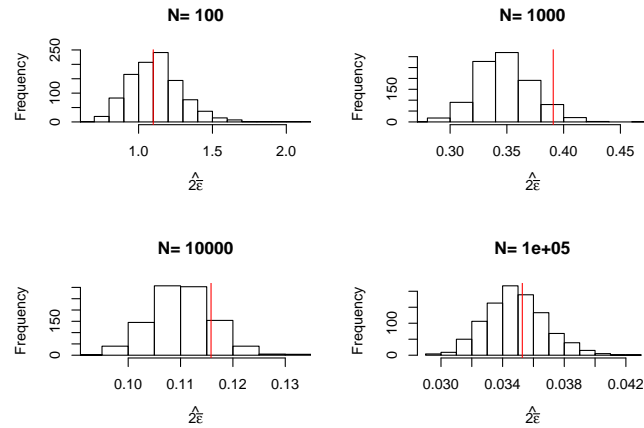 N= 100
Frequency
0 150 250
1.0 1.5 2.0
2ε̂
N= 1000
Frequency
0 150
0.30 0.35 0.40 0.45
2ε̂
N= 10000
Frequency
0 150
0.10 0.11 0.12 0.13
2ε̂
N= 1e+05
Frequency
0 100
0.030 0.034 0.038 0.042
2ε̂